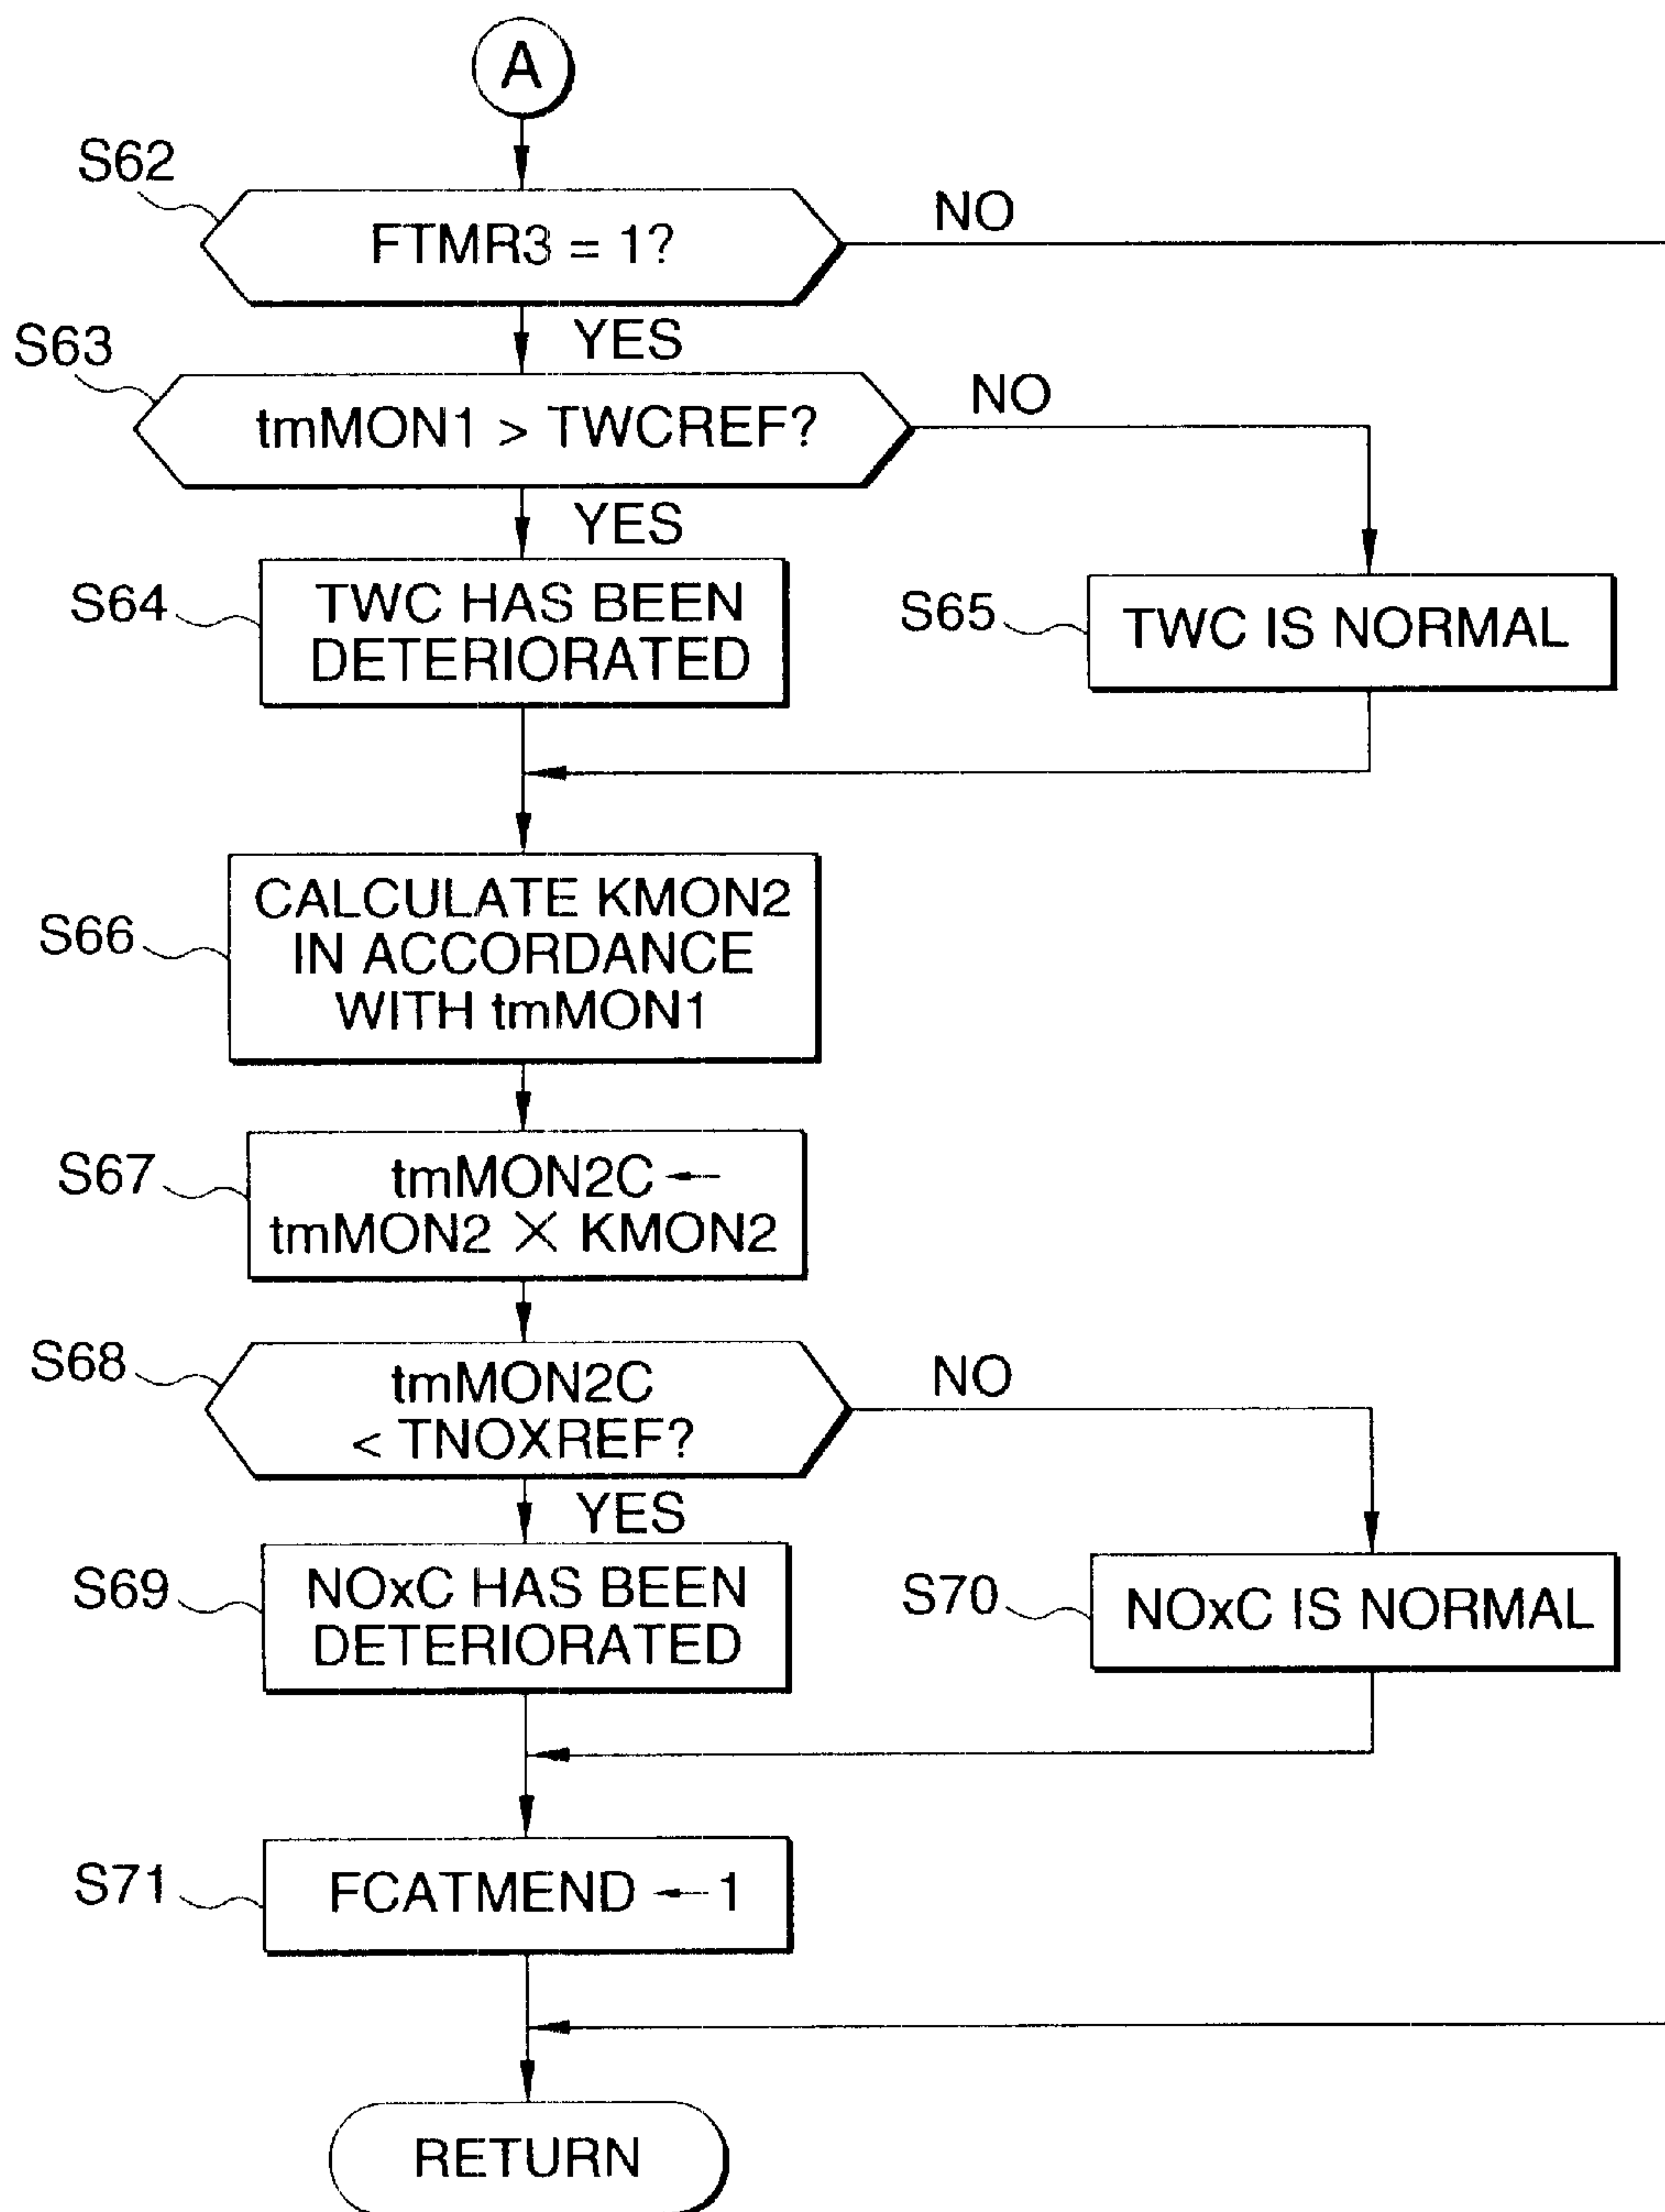 A
S62
FTMR3 = 1?
NO
YES
S63
tmMON1 > TWCREF?
NO
YES
S64
TWC HAS BEEN
DETERIORATED
S65
TWC IS NORMAL
S66
CALCULATE KMON2
IN ACCORDANCE
WITH tmMON1
S67
tmMON2C ←
tmMON2 × KMON2
S68
tmMON2C
< TNOXREF?
NO
YES
S69
NOxC HAS BEEN
DETERIORATED
S70
NOxC IS NORMAL
S71
FCATMEND ← 1
RETURN